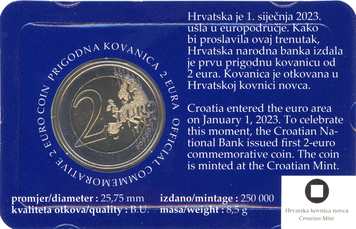 Hrvatska je 1. siječnja 2023.
ušla u europodručje. Kako
bi proslavila ovaj trenutak,
Hrvatska narodna banka izdala
je prvu prigodnu kovanicu od
2 eura. Kovanica je otkovana u
Hrvatskoj kovnici novca.
Croatia entered the euro area
on January 1, 2023. To celebrate
this moment, the Croatian Na-
tional Bank issued first 2-euro
commemorative coin. The coin
is minted at the Croatian Mint.
PRIGODNA KOVANICA 2 EURA OFFICIAL COMMEMORATIVE 2 EURO COIN
2 EURO
promjer/diameter : 25,75 mm
izdano/mintage : 250 000
kvaliteta otkova/quality : B.U.
masa/weight : 8,5 g
Hrvatska kovnica novca
Croatian Mint